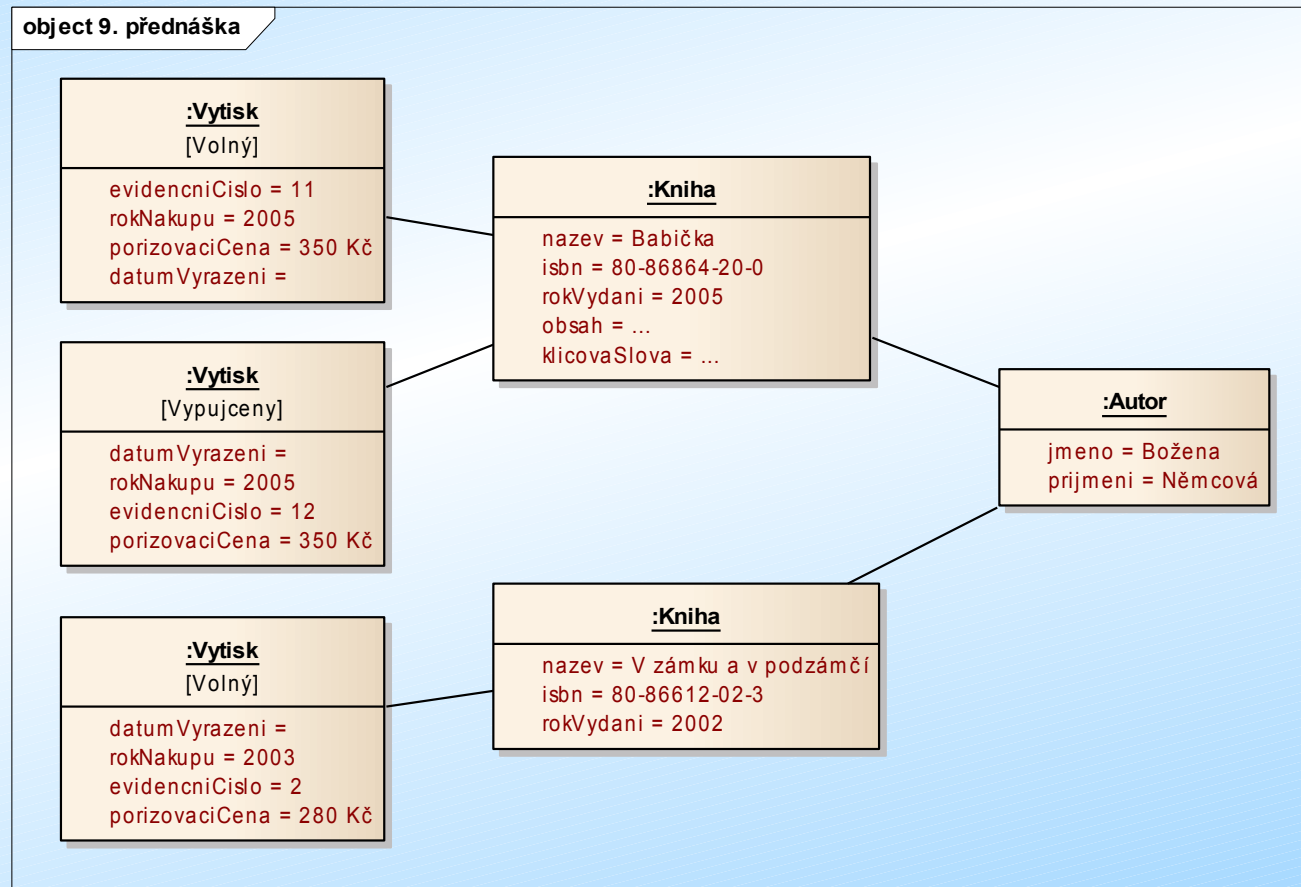 object 9. přednáška
:Vytisk
[Volný]
evidencniCislo = 11
rokNakupu = 2005
porizovaciCena = 350 Kč
datumVyrazeni =
:Vytisk
[Vypujceny]
datumVyrazeni =
rokNakupu = 2005
evidencniCislo = 12
porizovaciCena = 350 Kč
:Vytisk
[Volný]
datumVyrazeni =
rokNakupu = 2003
evidencniCislo = 2
porizovaciCena = 280 Kč
:Kniha
nazev = Babička
isbn = 80-86864-20-0
rokVydani = 2005
obsah = ...
klicovaSlova = ...
:Kniha
nazev = V zámku a v podzámčí
isbn = 80-86612-02-3
rokVydani = 2002
:Autor
jmeno = Božena
prijmeni = Němcová